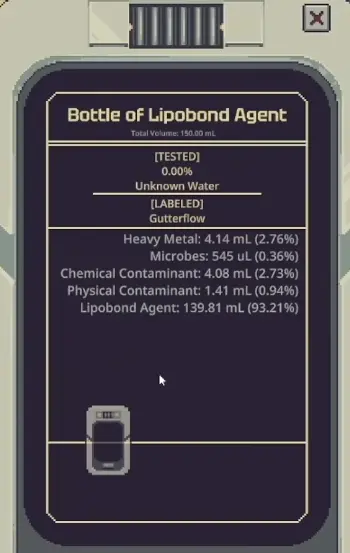 Bottle of Lipobond Agent
Total Volume: 150.00 mL
[TESTED]
0.00%
Unknown Water
[LABELED]
Gutterflow
Heavy Metal: 4.14 mL (2.76%)
Microbes: 545 uL (0.36%)
Chemical Contaminant: 4.08 mL (2.73%)
Physical Contaminant: 1.41 mL (0.94%)
Lipobond Agent: 139.81 mL (93.21%)